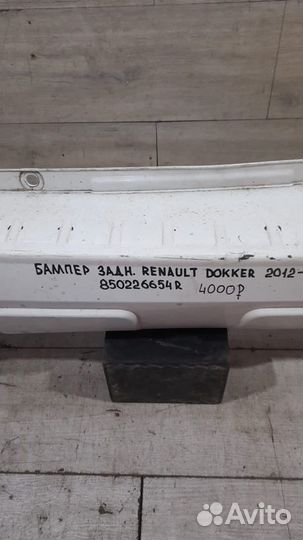 БАМПЕР ЗАДН. RENAULT DOKKER 2012-
850226654R 4000₽
Avito